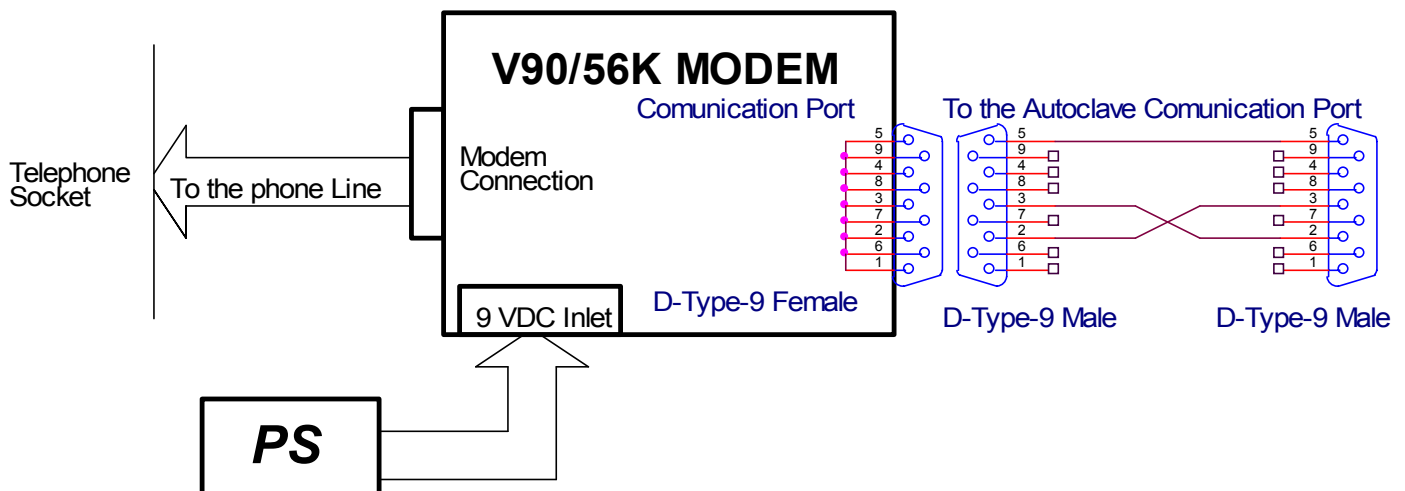 V90/56K MODEM
Comunication Port
To the Autoclave Comunication Port
Telephone
Socket
To the phone Line
Modem
Connection
5
9
4
8
3
7
2
6
1
5
9
4
8
3
7
2
6
1
5
9
4
8
3
7
2
6
1
D-Type-9 Female
D-Type-9 Male
D-Type-9 Male
9 VDC Inlet
PS